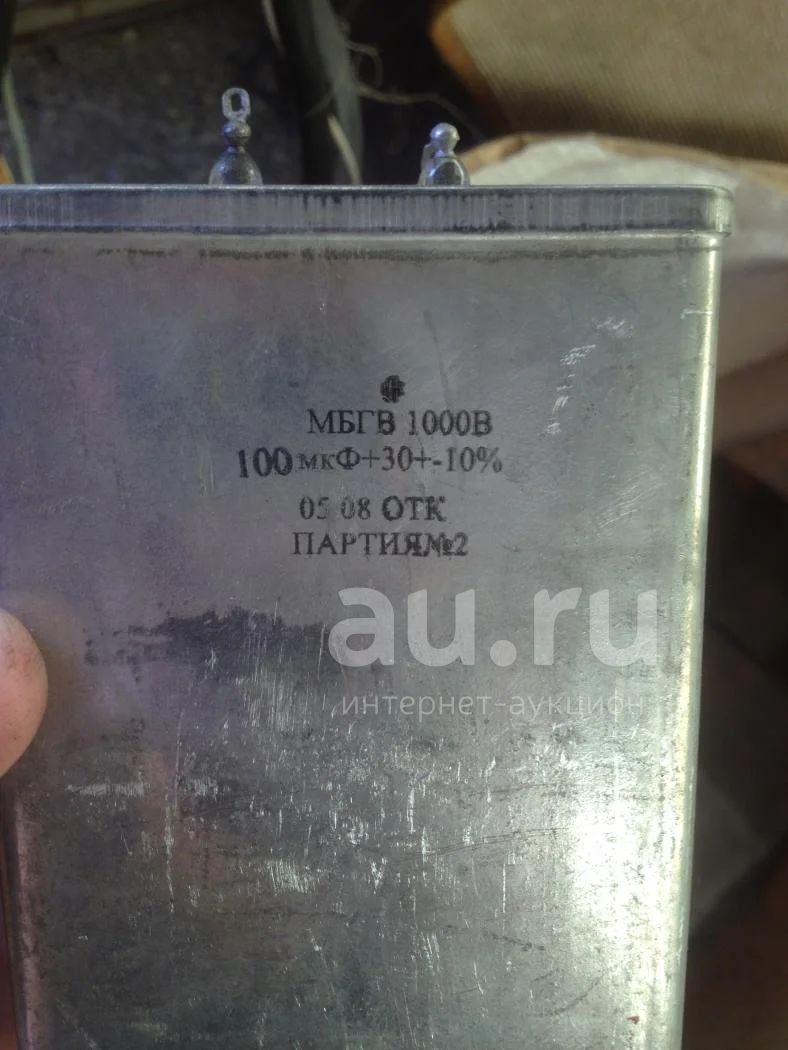 МБГВ 1000В
100 мкФ+30+-10%
05 08 ОТК
ПАРТИЯ№2
au.ru
интернет-аукцион